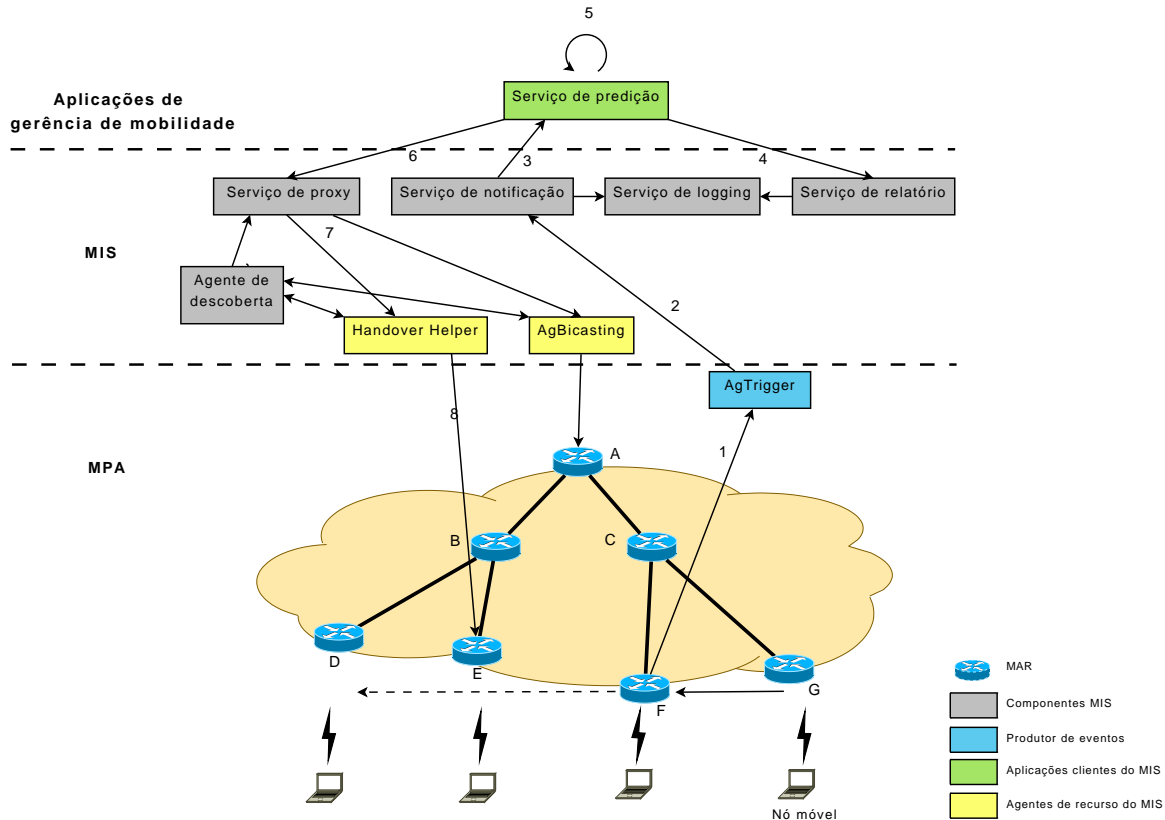 5
Serviço de predição
Aplicações de
gerência de mobilidade
6
3
4
Serviço de proxy
Serviço de notificação
Serviço de logging
Serviço de relatório
7
MIS
Agente de
descoberta
2
Handover Helper
AgBicasting
AgTrigger
8
1
A
MPA
B
C
D
E
F
G
MAR
Componentes MIS
Produtor de eventos
Aplicações clientes do MIS
Agentes de recurso do MIS
Nó móvel